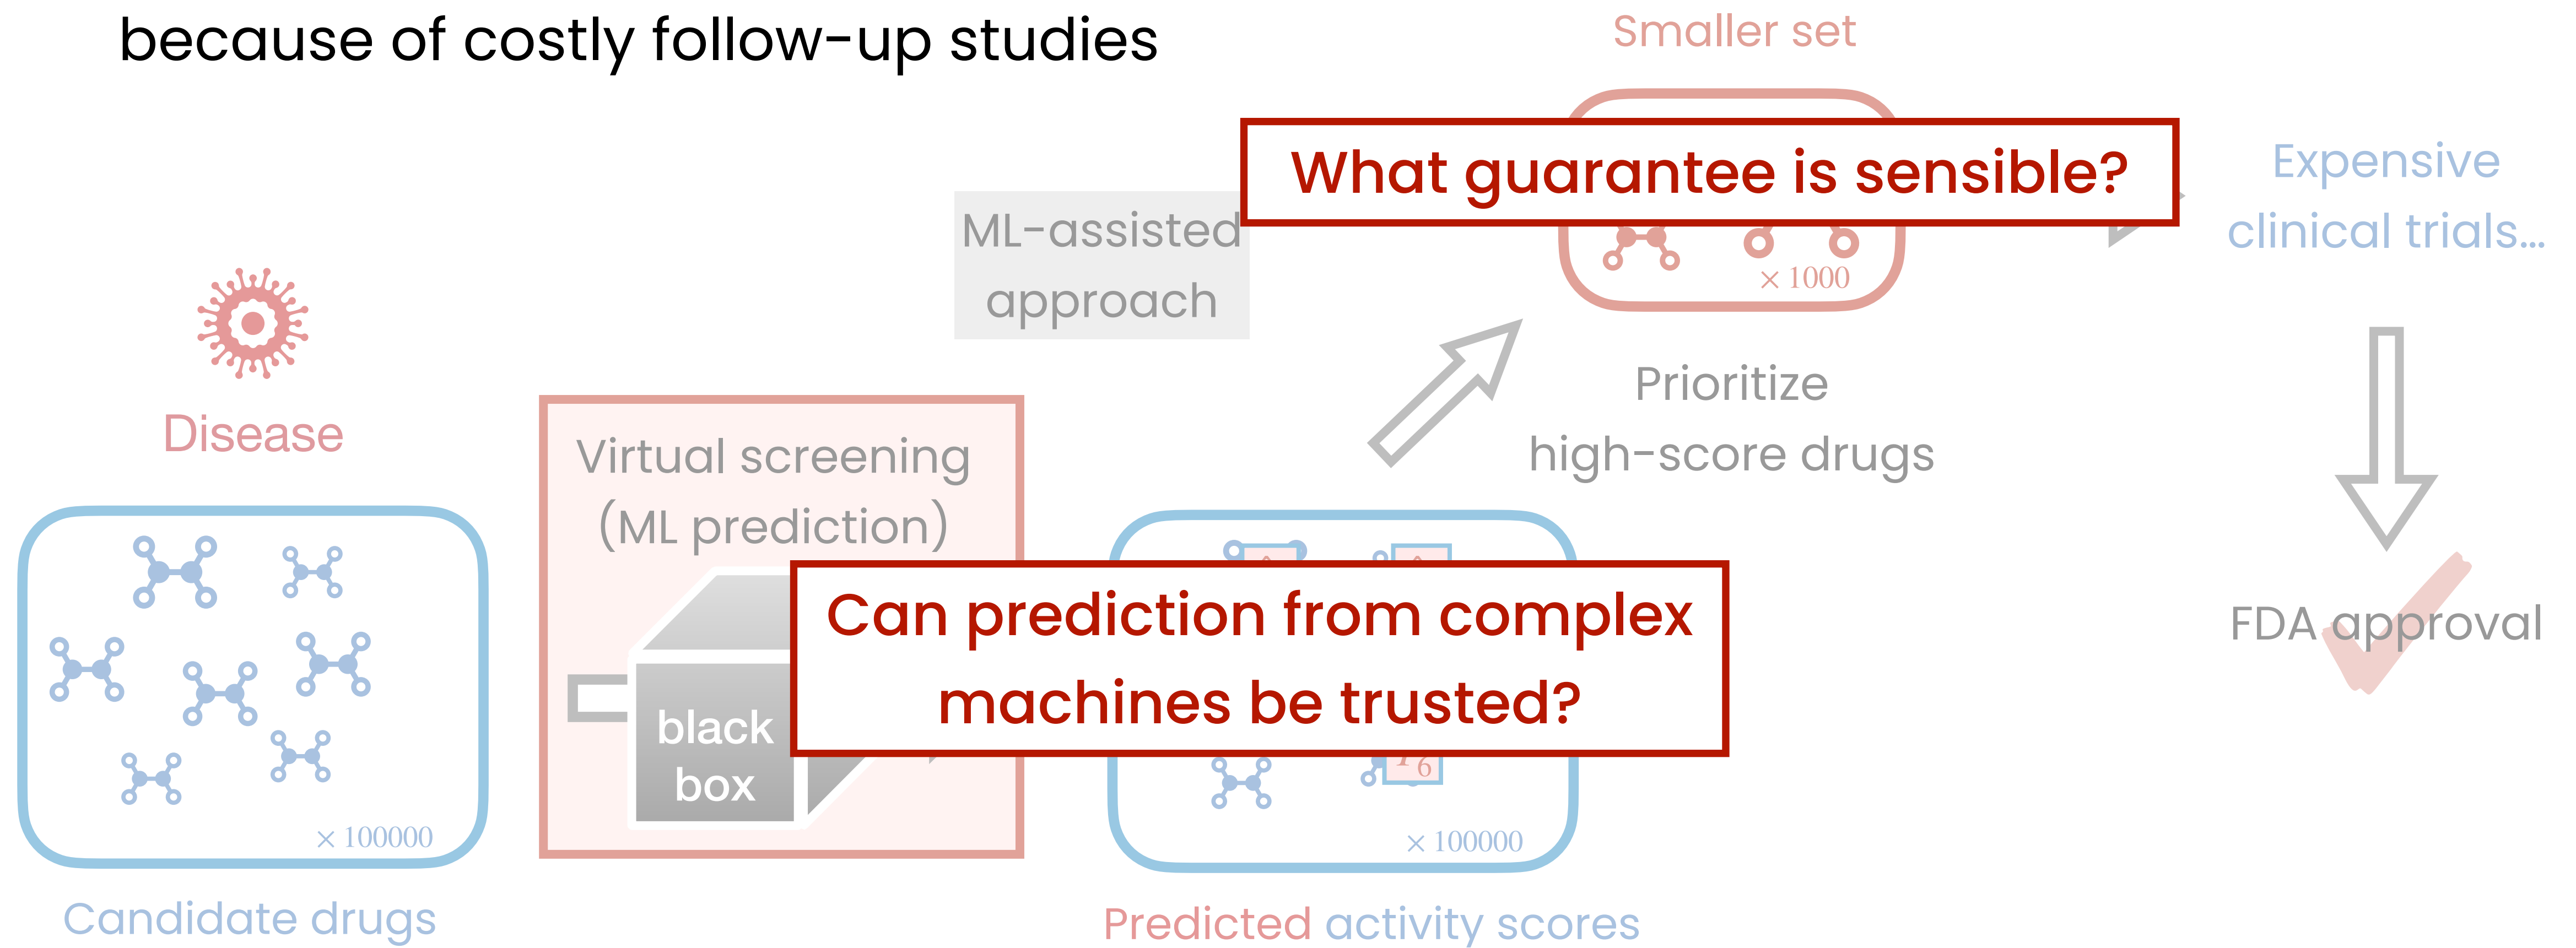 because of costly follow-up studies
Smaller set
What guarantee is sensible?
Expensive
clinical trials...
ML-assisted
approach
× 1000
Disease
Prioritize
high-score drugs
Virtual screening
(ML prediction)
Can prediction from complex
machines be trusted?
FDA approval
black
box
6
× 100000
× 100000
Candidate drugs
Predicted activity scores